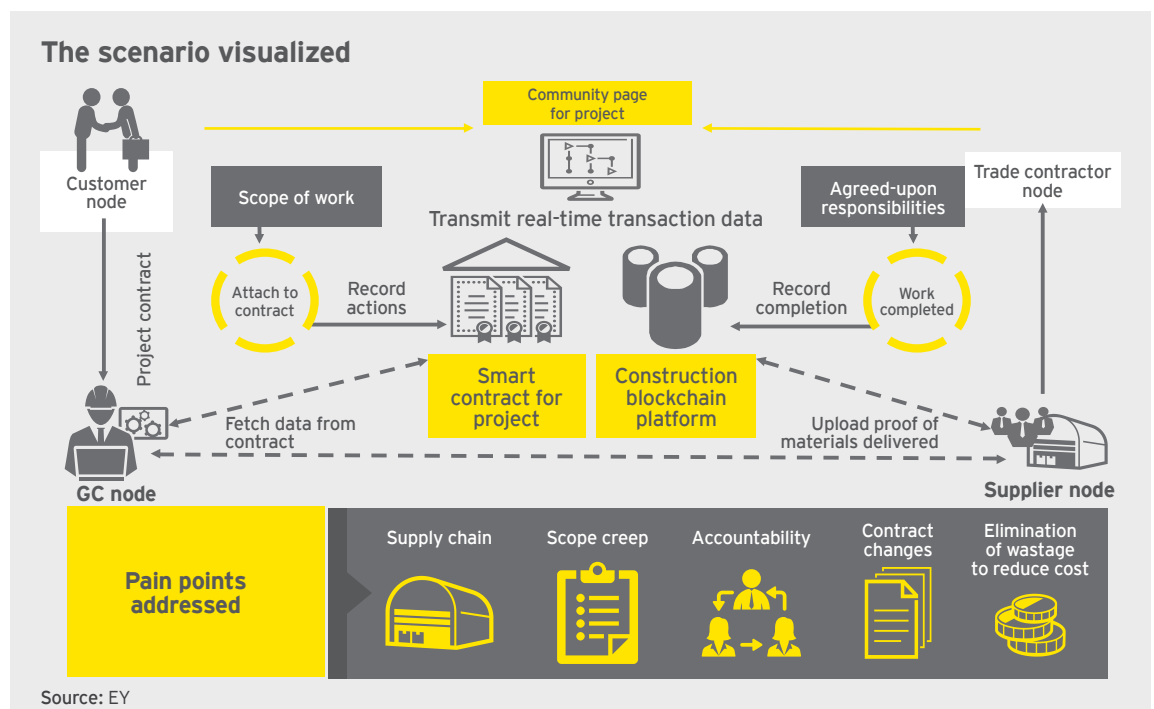 The scenario visualized
Community page
for project
Customer
node
Scope of work
Agreed-upon
responsibilities
Trade contractor
node
Transmit real-time transaction data
Project contract
Attach to
contract
Record
actions
Record
completion
Work
completed
Smart
contract for
project
Construction
blockchain
platform
Fetch data from
contract
Upload proof of
materials delivered
GC node
Supplier node
Pain points
addressed
Supply chain
Scope creep
Accountability
Contract
changes
Elimination
of wastage
to reduce cost
Source: EY